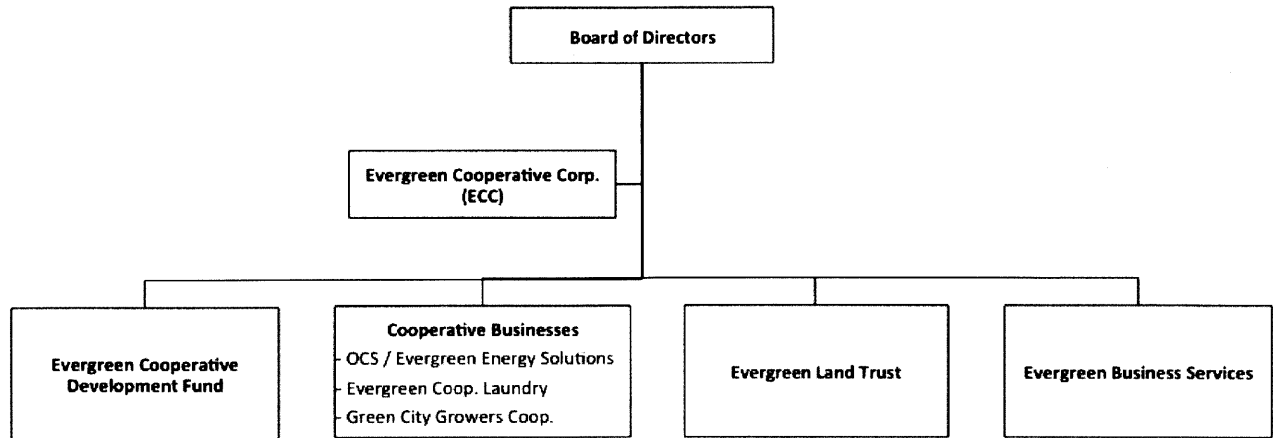 Board of Directors
Evergreen Cooperative Corp.
(ECC)
Evergreen Cooperative
Development Fund
Cooperative Businesses
- OCS / Evergreen Energy Solutions
- Evergreen Coop. Laundry
- Green City Growers Coop.
Evergreen Land Trust
Evergreen Business Services